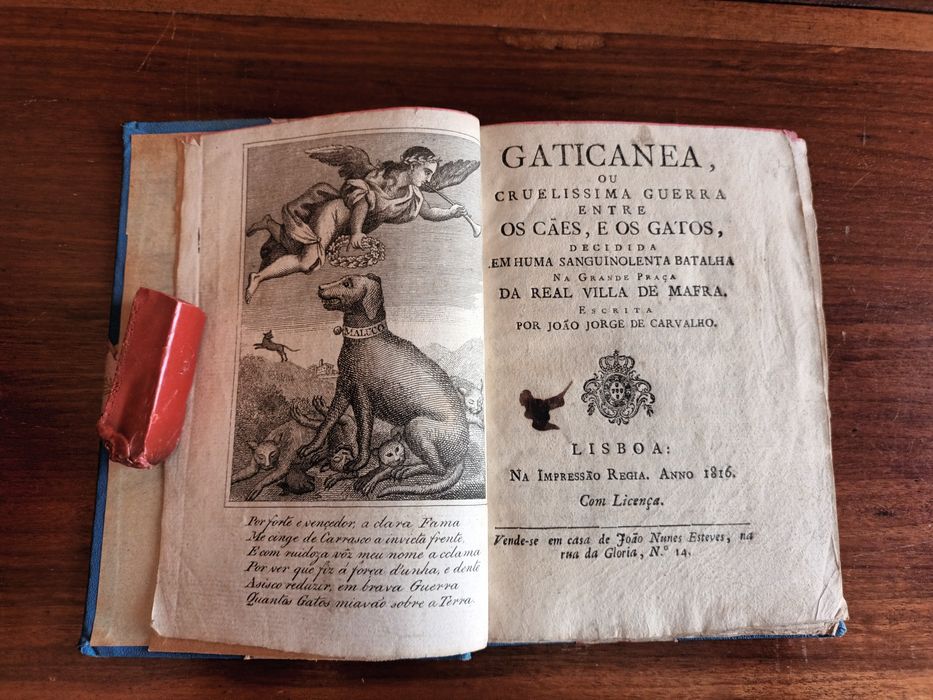 MALECO
Por forte e vençedor, a clara Fama
Me cinge de Carrasco a invicta frente,
E com ruidoza vôz meu nome acclama
Por ver que fiz á força d'unha, e dente
Asisco reduzir, em brava Guerra
Quantos Gatos miavaõ sobre a Terra.
GATICANEA,
OU
CRUELISSIMA GUERRA
ENTRE
OS CÃES, E OS GATOS,
DECIDIDA
EM HUMA SANGUINOLENTA BATALHA
NA GRANDE PRAÇA
DA REAL VILLA DE MAFRA.
ESCRITA
POR JOÃO JORGE DE CARVALHO.
LISBOA:
NA IMPRESSÃO REGIA. ANNO 1816.
Com Licença.
Vende-se em casa de João Nunes Esteves, na
rua da Gloria, N.º 14.